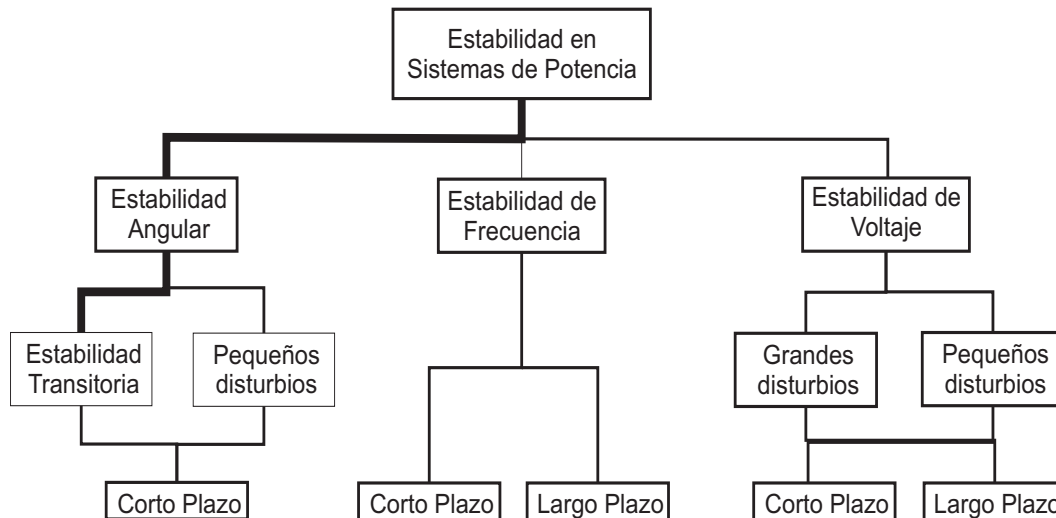 Estabilidad en
Sistemas de Potencia
Estabilidad
Angular
Estabilidad de
Frecuencia
Estabilidad de
Voltaje
Estabilidad
Transitoria
Pequeños
disturbios
Grandes
disturbios
Pequeños
disturbios
Corto Plazo
Corto Plazo
Largo Plazo
Corto Plazo
Largo Plazo